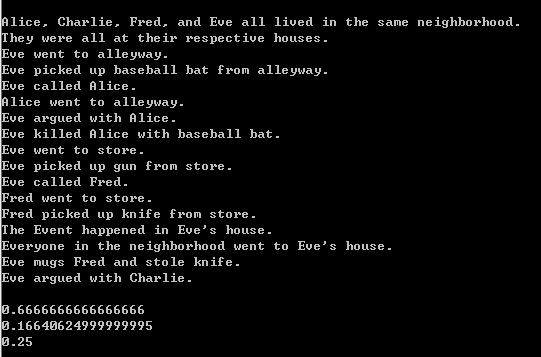 Alice, Charlie, Fred, and Eve all lived in the same neighborhood.
They were all at their respective houses.
Eve went to alleyway.
Eve picked up baseball bat from alleyway.
Eve called Alice.
Alice went to alleyway.
Eve argued with Alice.
Eve killed Alice with baseball bat.
Eve went to store.
Eve picked up gun from store.
Eve called Fred.
Fred went to store.
Fred picked up knife from store.
The Event happened in Eve's house.
Everyone in the neighborhood went to Eve's house.
Eve mugs Fred and stole knife.
Eve argued with Charlie.
0.6666666666666666
0.16640624999999995
0.25